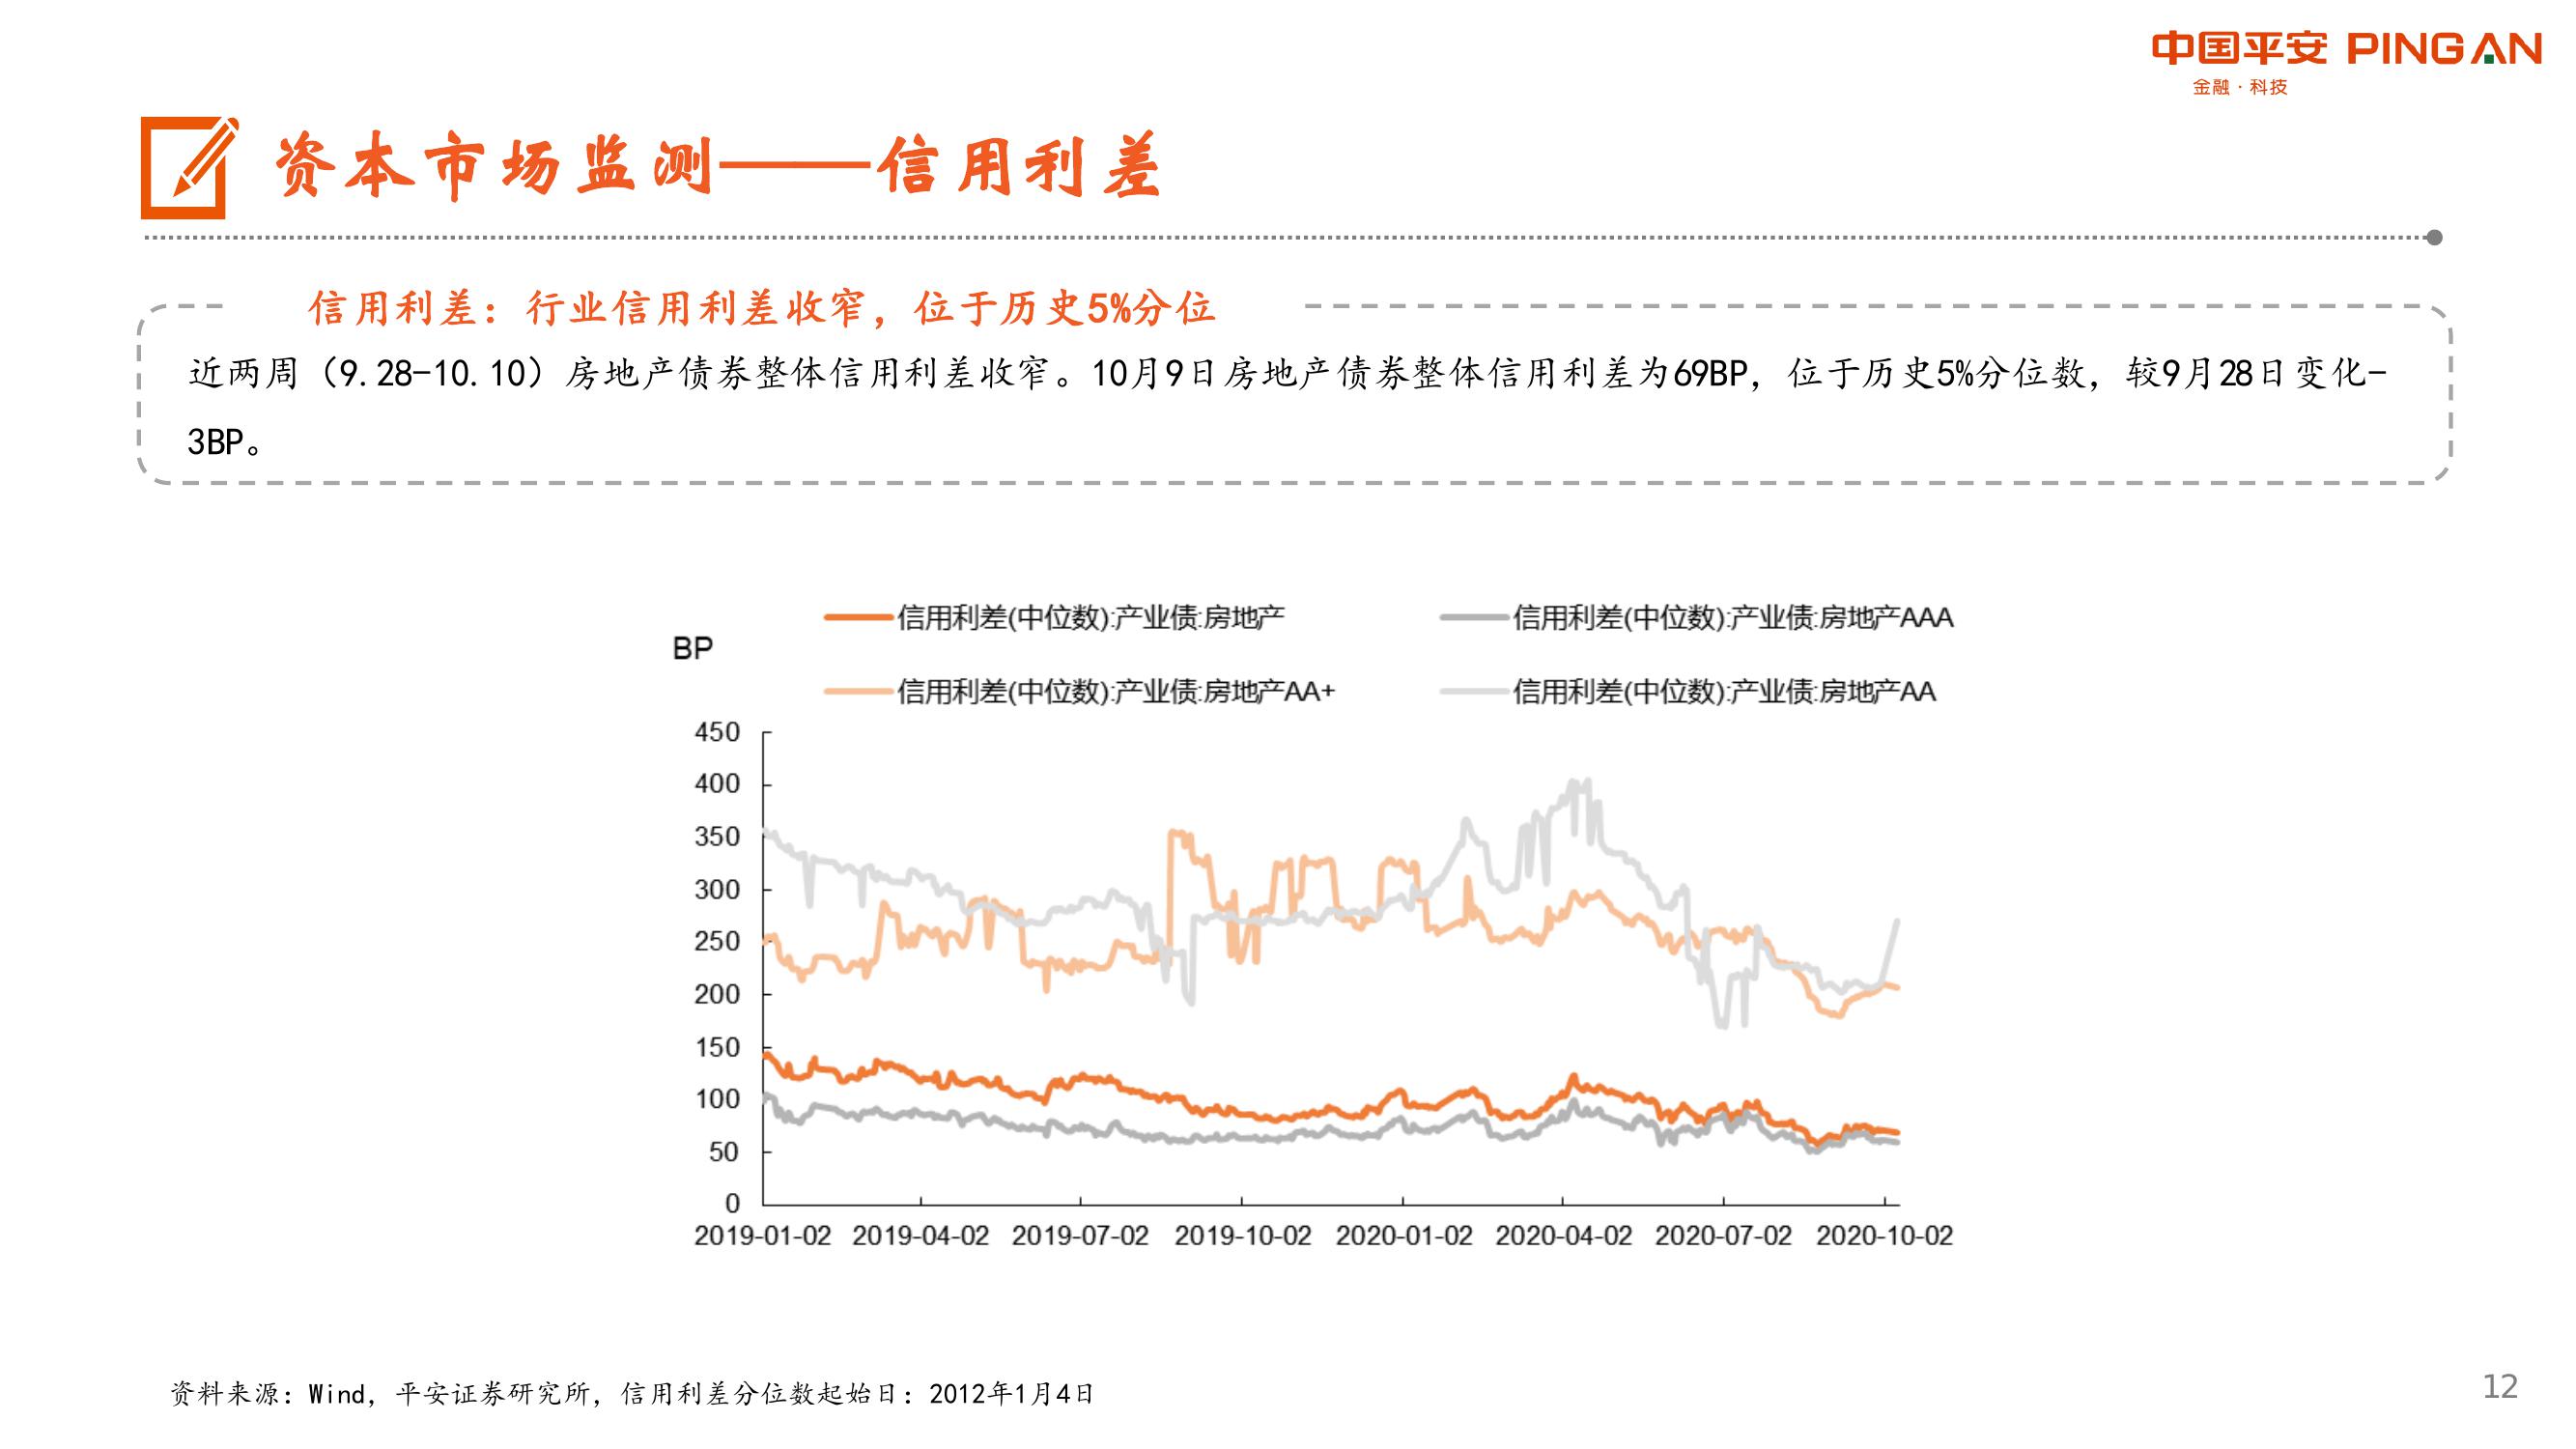 中国平安 PINGAN
金融·科技
资本市场监测——信用利差
信用利差：行业信用利差收窄，位于历史5%分位
近两周（9.28-10.10）房地产债券整体信用利差收窄。10月9日房地产债券整体信用利差为69BP，位于历史5%分位数，较9月28日变化-
3BP。
信用利差(中位数):产业债:房地产 信用利差(中位数):产业债:房地产AAA
BP
信用利差(中位数):产业债:房地产AA+ 信用利差(中位数):产业债:房地产AA
450
400
350
300
250
200
150
100
50
0
2019-01-02 2019-04-02 2019-07-02 2019-10-02 2020-01-02 2020-04-02 2020-07-02 2020-10-02
资料来源：Wind，平安证券研究所，信用利差分位数起始日：2012年1月4日
12